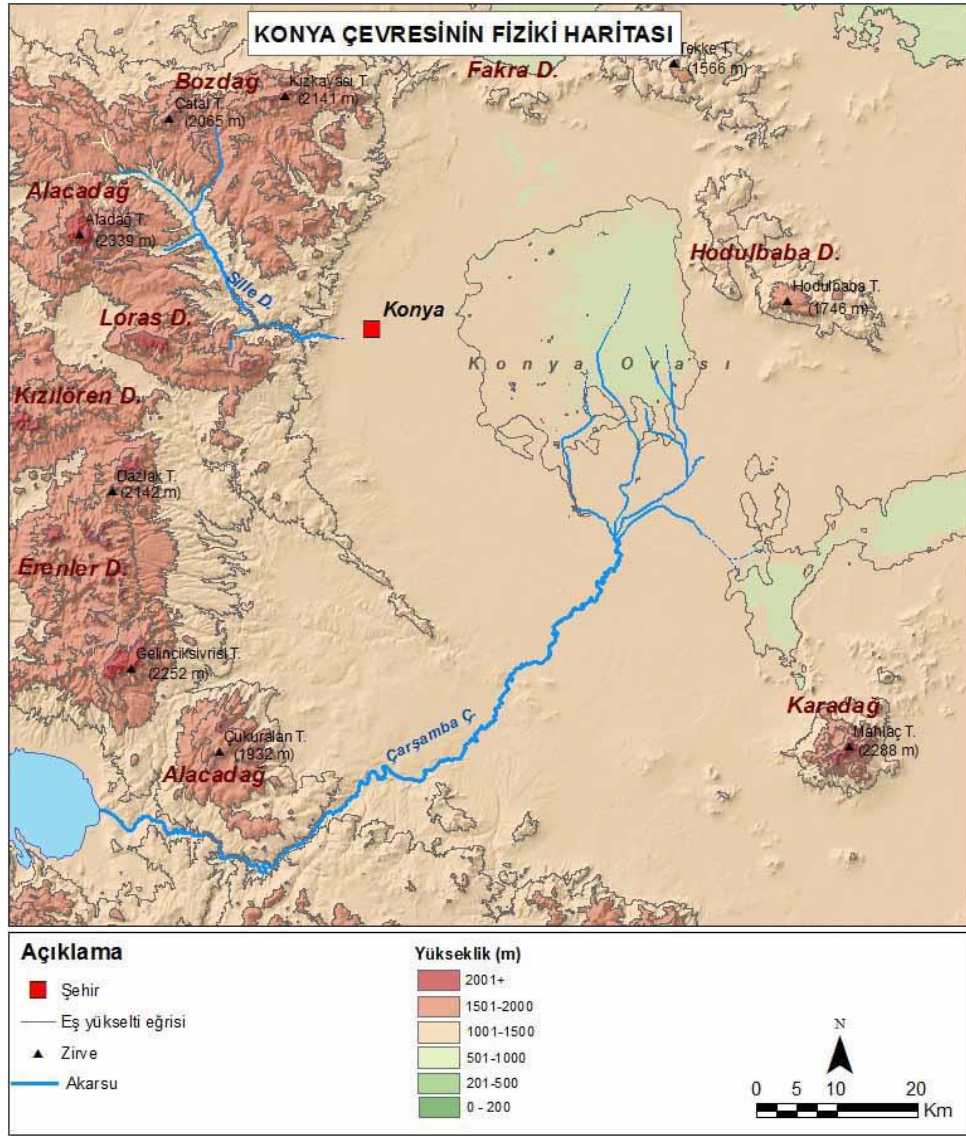 KONYA ÇEVRESİNİN FİZİKİ HARİTASI
Tekke T.
(1566 m)
Fakra D.
Bozdağ
Kızkayası T.
(2141 m)
Çatal T.
(2065 m)
Alacadağ
Aladağ T.
(2339 m)
Sille D.
Hodulbaba D.
Hodulbaba T.
(1746 m)
Loras D.
Konya
Konya Ovası
Kızılören D.
Dazlak T.
(2142 m)
Erenler D.
Gelinciksivrisi T.
(2252 m)
Karadağ
Mahlaç T.
(2288 m)
Çarşamba Ç.
Çukuralan T.
(1932 m)
Alacadağ
Açıklama
Şehir
Eş yükselti eğrisi
Zirve
Akarsu
Yükseklik (m)
2001+
1501-2000
1001-1500
501-1000
201-500
0 - 200
N
0 5 10 20
Km